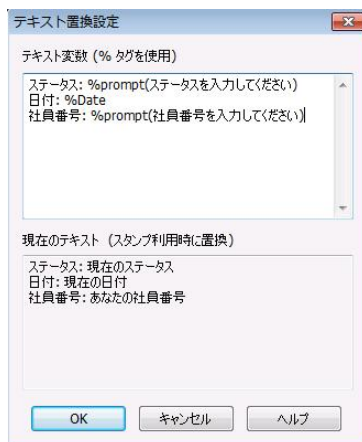 テキスト置換設定
テキスト変数 (% タグを使用)
ステータス: %prompt(ステータスを入力してください)
日付: %Date
社員番号: %prompt(社員番号を入力してください)
現在のテキスト (スタンプ利用時に置換)
ステータス: 現在のステータス
日付: 現在の日付
社員番号: あなたの社員番号
OK
キャンセル
ヘルプ